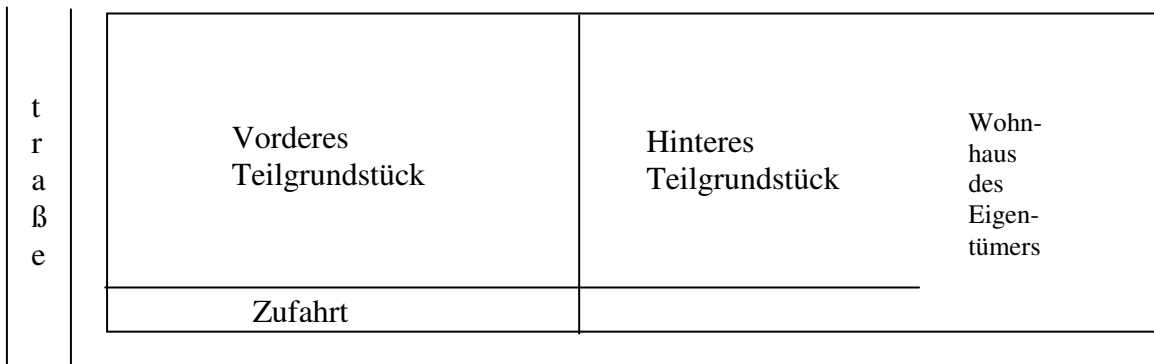 t
r
a
ß
e
Vorderes
Teilgrundstück
Hinteres
Teilgrundstück
Wohn-
haus
des
Eigen-
tümers
Zufahrt